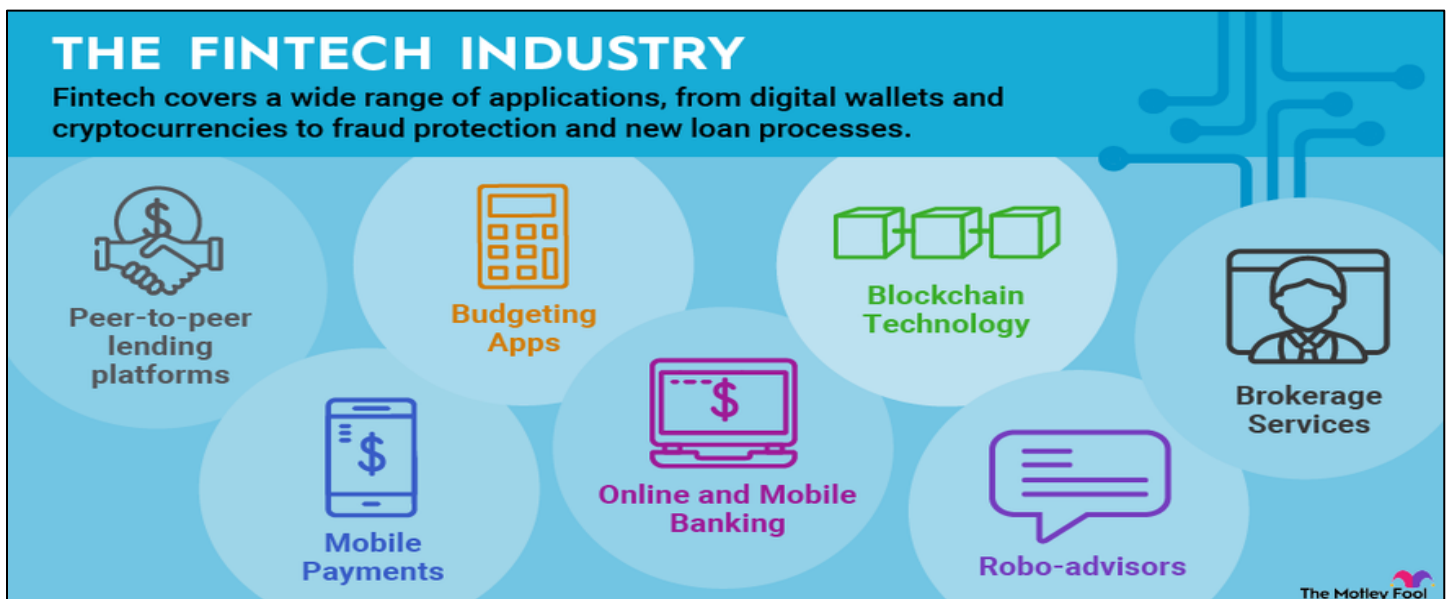 THE FINTECH INDUSTRY
Fintech covers a wide range of applications, from digital wallets and
cryptocurrencies to fraud protection and new loan processes.
Peer-to-peer
lending
platforms
Mobile
Payments
Budgeting
Apps
Online and Mobile
Banking
Blockchain
Technology
Robo-advisors
Brokerage
Services
The Motley Fool